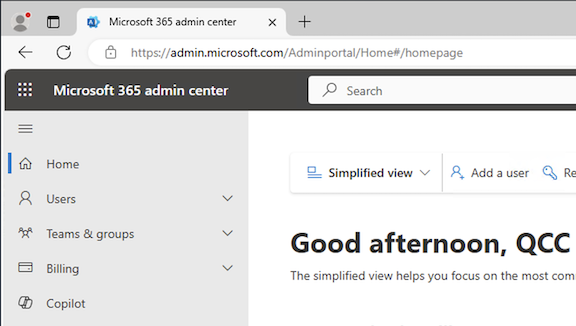 Microsoft 365 admin center
https://admin.microsoft.com/Adminportal/Home#/homepage
Microsoft 365 admin center
Search
Home
Simplified view
Add a user
Users
Teams & groups
Good afternoon, QCC
Billing
The simplified view helps you focus on the most com
Copilot